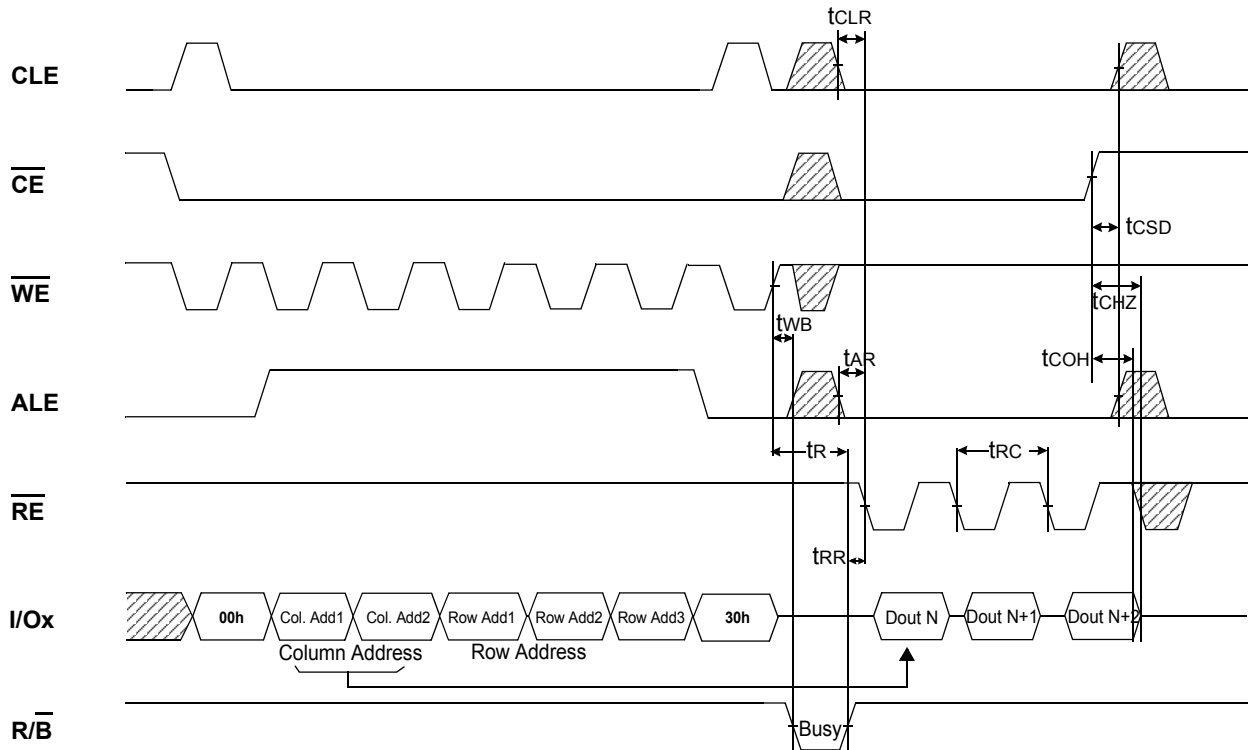 tCLR
CLE
CE
tCSD
WE
tCHZ
tWB
tCOH
tAR
ALE
tR
tRC
RE
tRR
I/Ox
00h
Col. Add1
Col. Add2
Row Add1
Row Add2
Row Add3
30h
Dout N
Dout N+1
Dout N+2
Column Address
Row Address
R/B
Busy